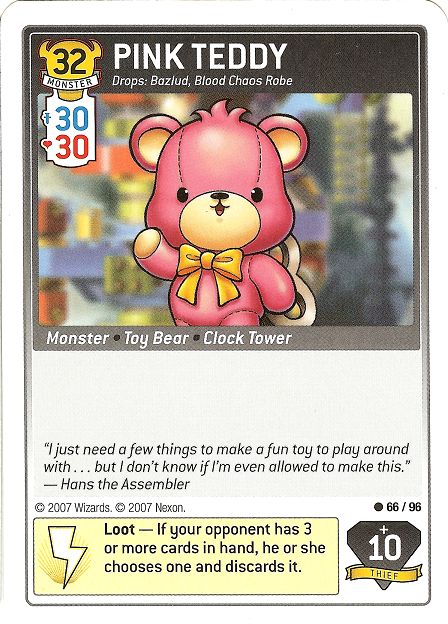 32
MONSTER
PINK TEDDY
Drops: Bazlud, Blood Chaos Robe
30
30
Monster • Toy Bear • Clock Tower
“I just need a few things to make a fun toy to play around
with . . . but I don’t know if I’m even allowed to make this.”
— Hans the Assembler
© 2007 Wizards. © 2007 Nexon.
● 66 / 96
Loot — If your opponent has 3
or more cards in hand, he or she
chooses one and discards it.
+
10
THIEF